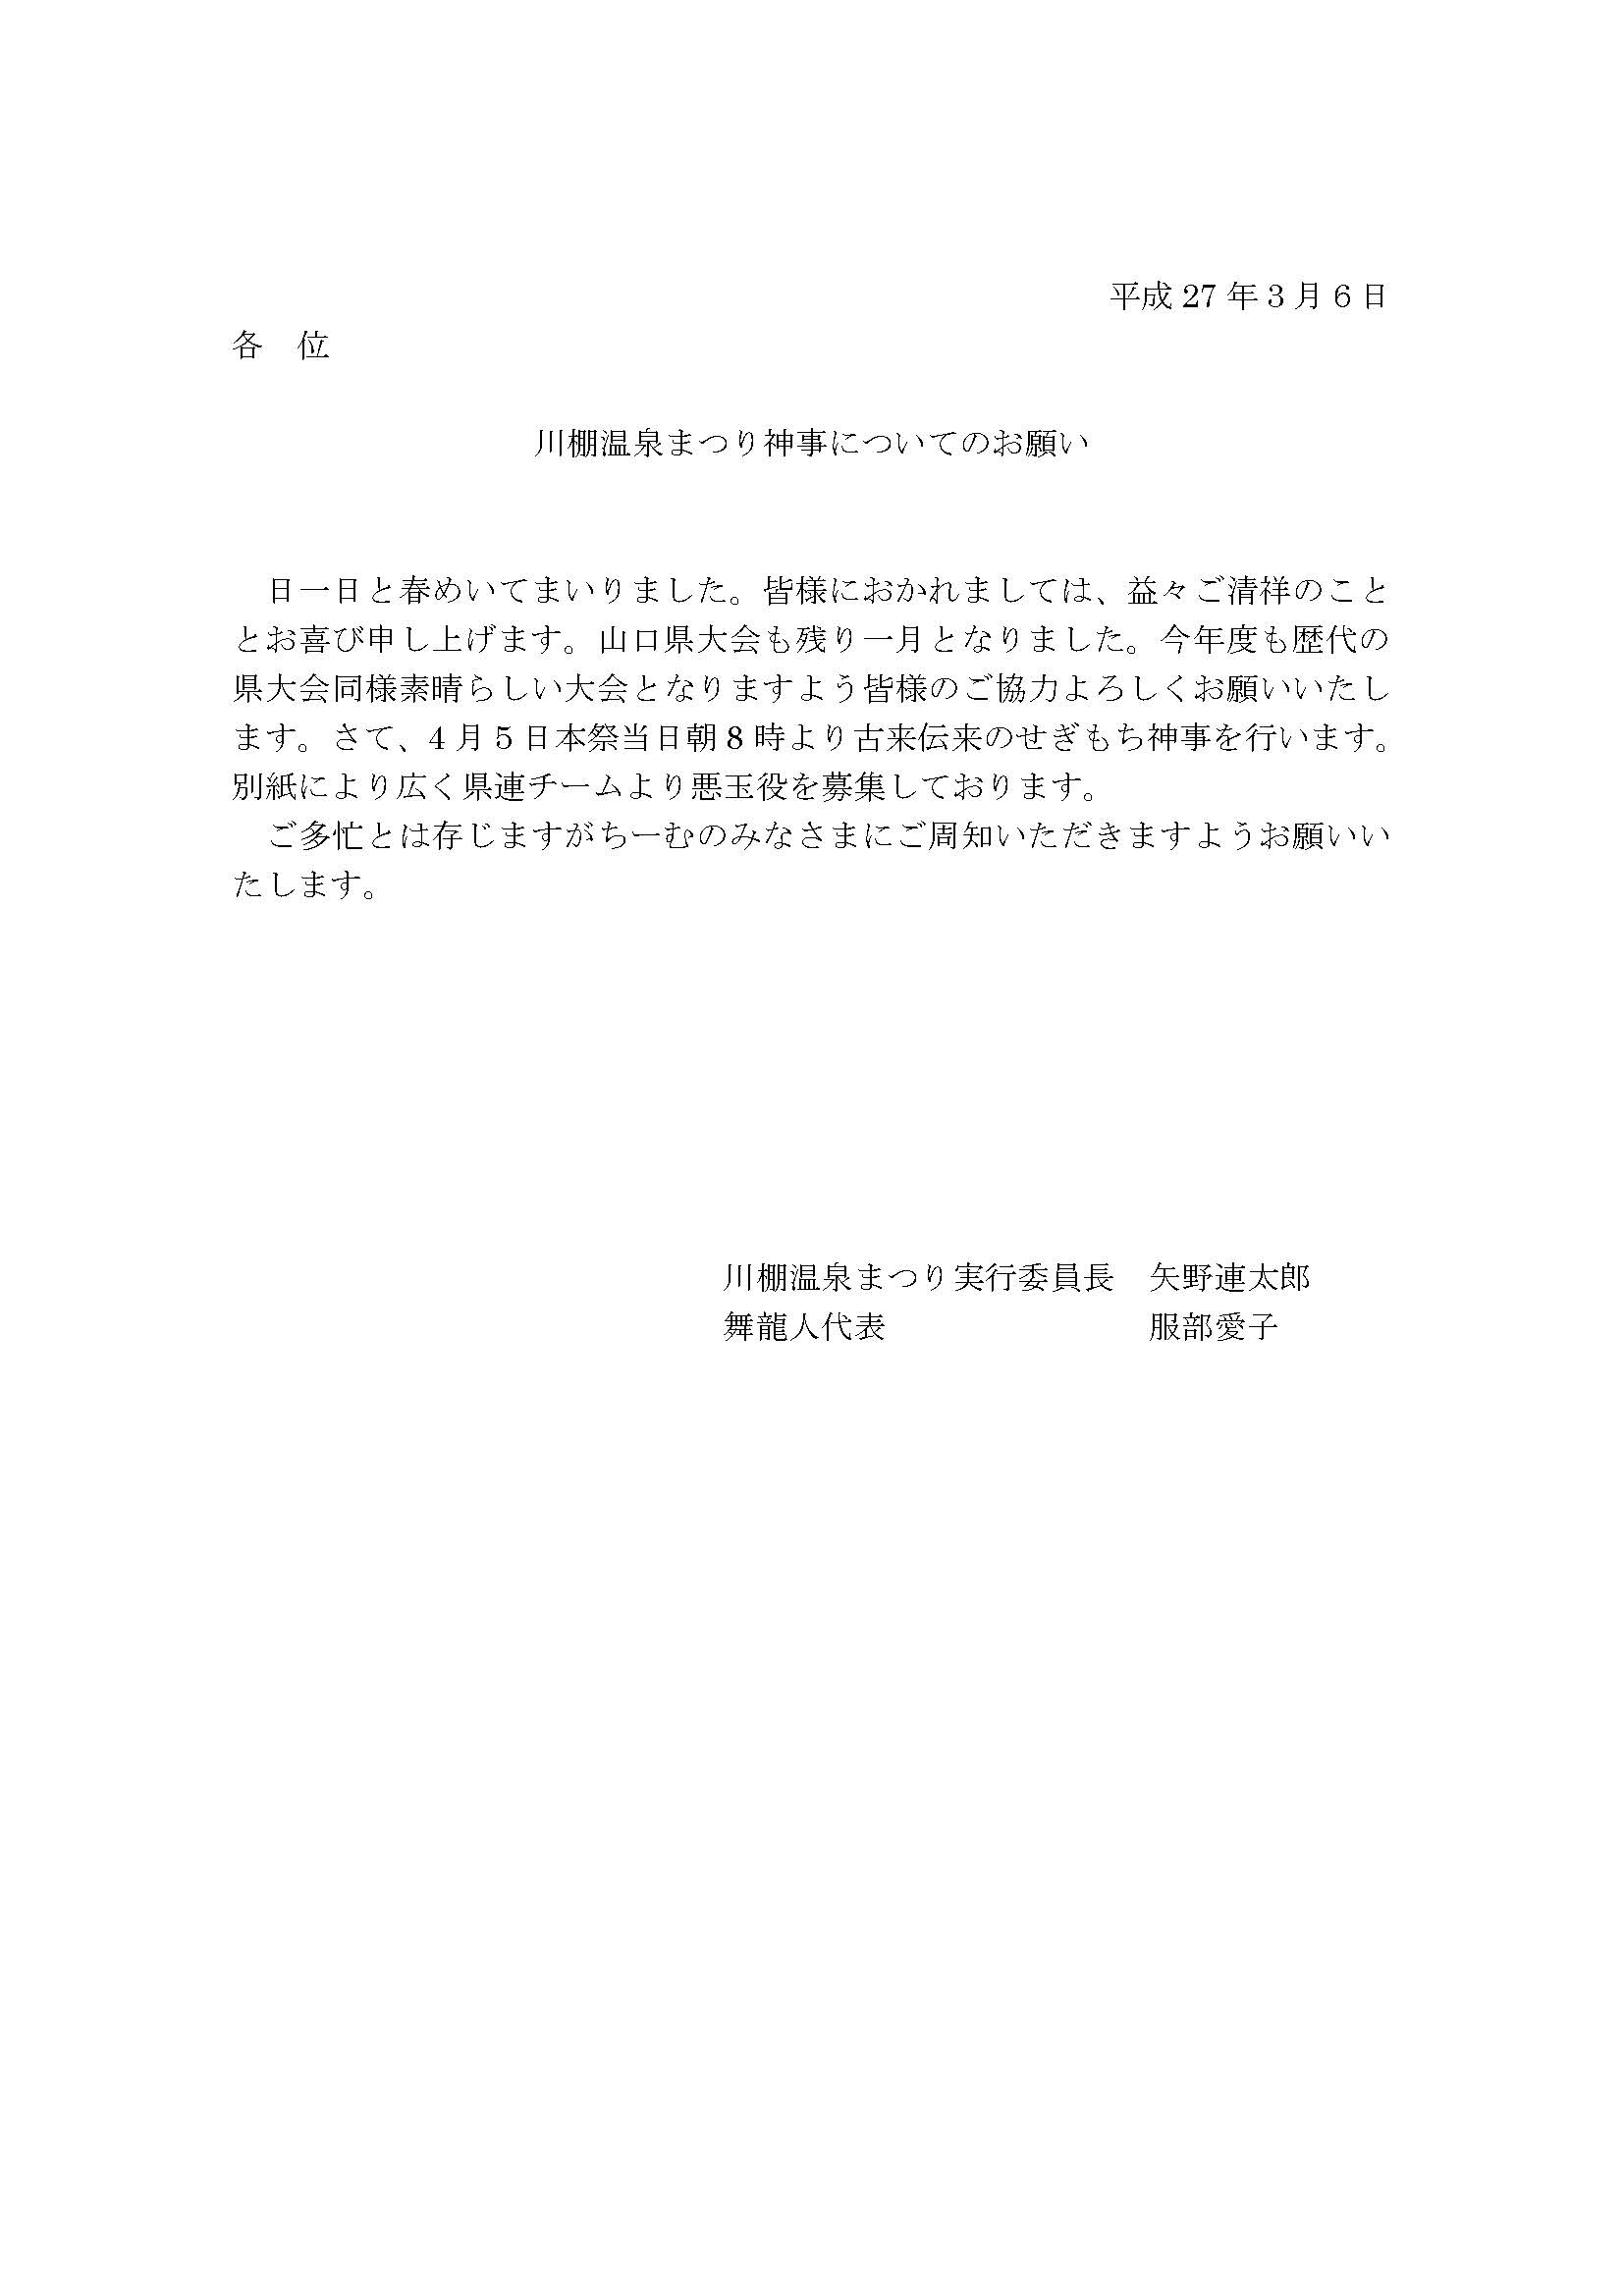 平成 27 年 3 月 6 日
各　位
川棚温泉まつり神事についてのお願い
日一日と春めいてまいりました。皆様におかれましては、益々ご清祥のこと
とお喜び申し上げます。山口県大会も残り一月となりました。今年度も歴代の
県大会同様素晴らしい大会となりますよう皆様のご協力よろしくお願いいたし
ます。さて、4 月 5 日本祭当日朝 8 時より古来伝来のせぎもち神事を行います。
別紙により広く県連チームより悪玉役を募集しております。
ご多忙とは存じますがちーむのみなさまにご周知いただきますようお願いい
たします。
川棚温泉まつり実行委員長　矢野連太郎
舞龍人代表　服部愛子